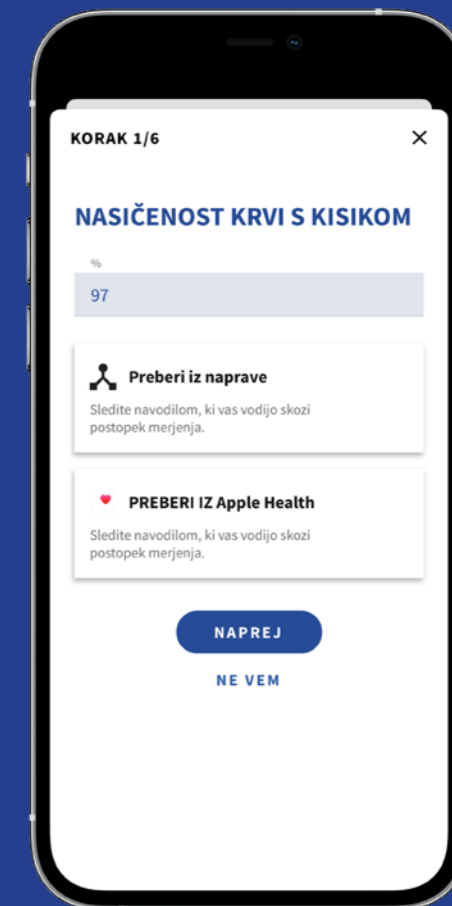 KORAK 1/6
NASIČENOST KRVI S KISIKOM
%
97
Preberi iz naprave
Sledite navodilom, ki vas vodijo skozi
postopek merjenja.
PREBERI IZ Apple Health
Sledite navodilom, ki vas vodijo skozi
postopek merjenja.
NAPREJ
NE VEM